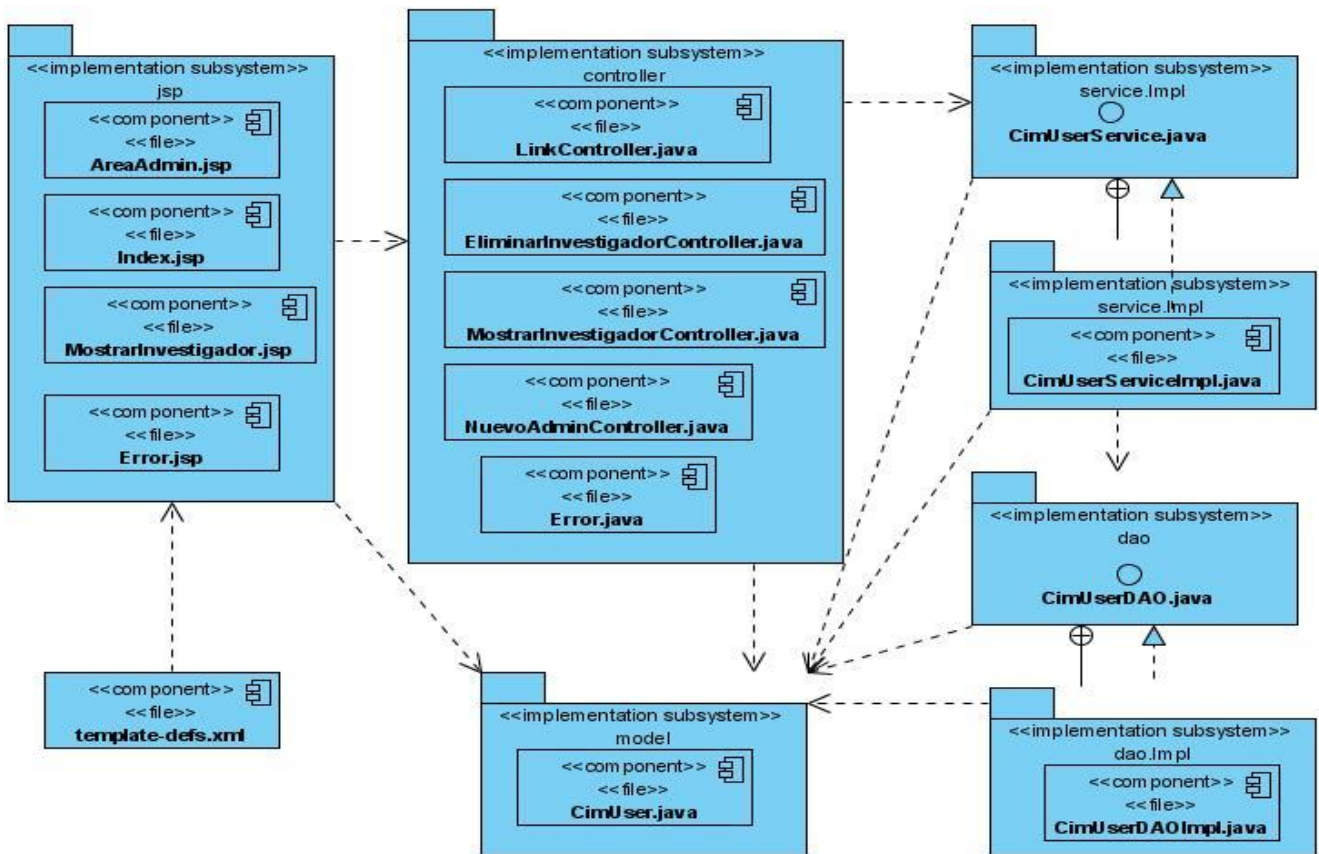 <<implementation subsystem>>
jsp
<<component>>
<<file>>
AreaAdmin.jsp
<<component>>
<<file>>
Index.jsp
<<component>>
<<file>>
MostrarInvestigador.jsp
<<component>>
<<file>>
Error.jsp
<<component>>
<<file>>
template-defs.xml
<<implementation subsystem>>
controller
<<component>>
<<file>>
LinkController.java
<<component>>
<<file>>
EliminarInvestigadorController.java
<<component>>
<<file>>
MostrarInvestigadorController.java
<<component>>
<<file>>
NuevoAdminController.java
<<component>>
<<file>>
Error.java
<<implementation subsystem>>
model
<<component>>
<<file>>
CimUser.java
<<implementation subsystem>>
service.Impl
CimUserService.java
<<implementation subsystem>>
service.Impl
<<component>>
<<file>>
CimUserServiceImpl.java
<<implementation subsystem>>
dao
CimUserDAO.java
<<implementation subsystem>>
dao.Impl
<<component>>
<<file>>
CimUserDAOImpl.java